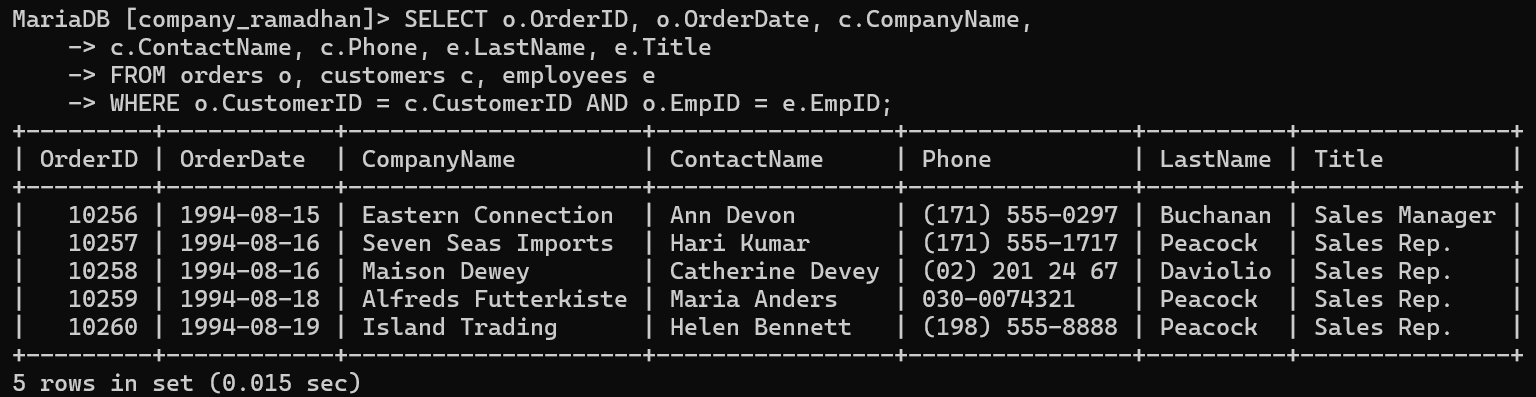 MariaDB [company_ramadhan]> SELECT o.OrderID, o.OrderDate, c.CompanyName,
    -> c.ContactName, c.Phone, e.LastName, e.Title
    -> FROM orders o, customers c, employees e
    -> WHERE o.CustomerID = c.CustomerID AND o.EmpID = e.EmpID;
+---------+------------+---------------------+-----------------+----------------+----------+---------------+
| OrderID | OrderDate  | CompanyName         | ContactName     | Phone          | LastName | Title         |
+---------+------------+---------------------+-----------------+----------------+----------+---------------+
|   10256 | 1994-08-15 | Eastern Connection  | Ann Devon       | (171) 555-0297 | Buchanan | Sales Manager |
|   10257 | 1994-08-16 | Seven Seas Imports  | Hari Kumar      | (171) 555-1717 | Peacock  | Sales Rep.    |
|   10258 | 1994-08-16 | Maison Dewey        | Catherine Devey | (02) 201 24 67 | Daviolio | Sales Rep.    |
|   10259 | 1994-08-18 | Alfreds Futterkiste | Maria Anders    | 030-0074321    | Peacock  | Sales Rep.    |
|   10260 | 1994-08-19 | Island Trading      | Helen Bennett   | (198) 555-8888 | Peacock  | Sales Rep.    |
+---------+------------+---------------------+-----------------+----------------+----------+---------------+
5 rows in set (0.015 sec)